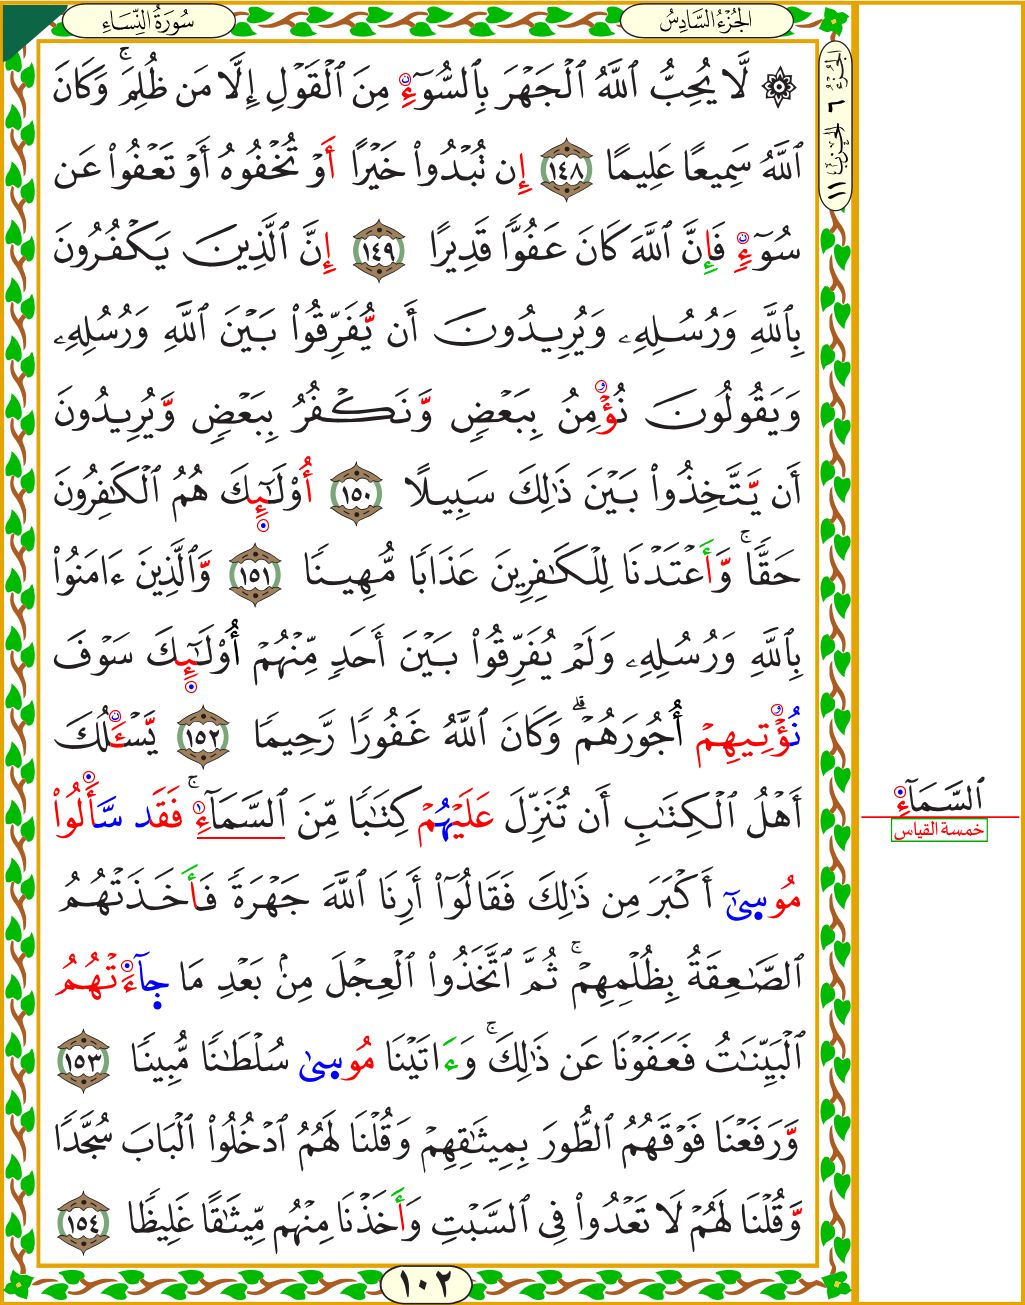 سُورَةُ النِّسَاءِ
الجُزْءُ السَّادِسُ
الجُزْءُ ٦ الحِزْبُ ١١
۞ لَّا يُحِبُّ ٱللَّهُ ٱلْجَهْرَ بِٱلسُّوٓءِ مِنَ ٱلْقَوْلِ إِلَّا مَن ظُلِمَ ۚ وَكَانَ
ٱللَّهُ سَمِيعًا عَلِيمًا ١٤٨ إِن تُبْدُوا۟ خَيْرًا أَوْ تُخْفُوهُ أَوْ تَعْفُوا۟ عَن
سُوٓءٍ فَإِنَّ ٱللَّهَ كَانَ عَفُوًّا قَدِيرًا ١٤٩ إِنَّ ٱلَّذِينَ يَكْفُرُونَ
بِٱللَّهِ وَرُسُلِهِۦ وَيُرِيدُونَ أَن يُّفَرِّقُوا۟ بَيْنَ ٱللَّهِ وَرُسُلِهِۦ
وَيَقُولُونَ نُؤْمِنُ بِبَعْضٍ وَّنَكْفُرُ بِبَعْضٍ وَّيُرِيدُونَ
أَن يَّتَّخِذُوا۟ بَيْنَ ذَٰلِكَ سَبِيلًا ١٥٠ أُو۟لَـٰٓئِكَ هُمُ ٱلْكَـٰفِرُونَ
حَقًّا ۚ وَّأَعْتَدْنَا لِلْكَـٰفِرِينَ عَذَابًا مُّهِينًا ١٥١ وَّٱلَّذِينَ ءَامَنُوا۟
بِٱللَّهِ وَرُسُلِهِۦ وَلَمْ يُفَرِّقُوا۟ بَيْنَ أَحَدٍ مِّنْهُمْ أُو۟لَـٰٓئِكَ سَوْفَ
نُؤْتِيهِمْ أُجُورَهُمْ ۗ وَكَانَ ٱللَّهُ غَفُورًا رَّحِيمًا ١٥٢ يَّسْـَٔلُكَ
أَهْلُ ٱلْكِتَـٰبِ أَن تُنَزِّلَ عَلَيْهُمْ كِتَـٰبًا مِّنَ ٱلسَّمَآءِ ۚ فَقَد سَّأَلُوا۟
مُوسِىٰٓ أَكْبَرَ مِن ذَٰلِكَ فَقَالُوٓا۟ أَرِنَا ٱللَّهَ جَهْرَةً فَأَخَذَتْهُمُ
ٱلصَّـٰعِقَةُ بِظُلْمِهِمْ ۚ ثُمَّ ٱتَّخَذُوا۟ ٱلْعِجْلَ مِنۢ بَعْدِ مَا جِآءَتْهُمُ
ٱلْبَيِّنَـٰتُ فَعَفَوْنَا عَن ذَٰلِكَ ۚ وَءَاتَيْنَا مُوسِىٰ سُلْطَـٰنًا مُّبِينًا ١٥٣
وَّرَفَعْنَا فَوْقَهُمُ ٱلطُّورَ بِمِيثَـٰقِهِمْ وَقُلْنَا لَهُمُ ٱدْخُلُوا۟ ٱلْبَابَ سُجَّدًا
وَّقُلْنَا لَهُمْ لَا تَعْدُوا۟ فِى ٱلسَّبْتِ وَأَخَذْنَا مِنْهُم مِّيثَـٰقًا غَلِيظًا ١٥٤
ٱلسَّمَآءِ
خمسة القياس
١٠٢